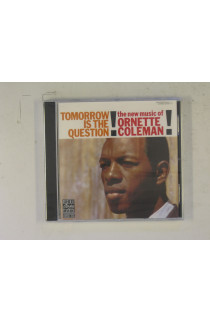 TOMORROW
IS THE
QUESTION!
the new music of
ORNETTE
COLEMAN!